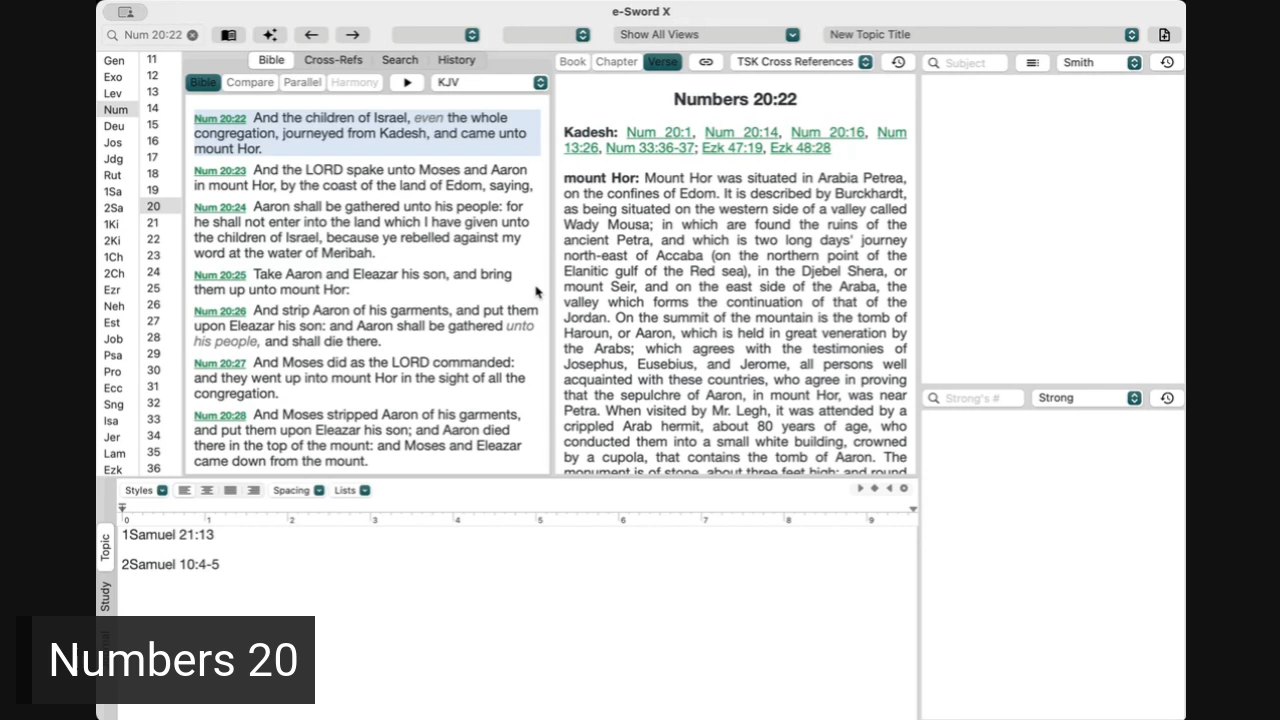 e-Sword X
Num 20:22
Show All Views
New Topic Title
Gen
Exo
Lev
Num
Deu
Jos
Jdg
Rut
1Sa
2Sa
1Ki
2Ki
1Ch
2Ch
Ezr
Neh
Est
Job
Psa
Pro
Ecc
Sng
Isa
Jer
Lam
Ezk
11
12
13
14
15
16
17
18
19
20
21
22
23
24
25
26
27
28
29
30
31
32
33
34
35
36
Bible Cross-Refs Search History
Bible Compare Parallel Harmony KJV
Num 20:22 And the children of Israel, even the whole
congregation, journeyed from Kadesh, and came unto
mount Hor.
Num 20:23 And the LORD spake unto Moses and Aaron
in mount Hor, by the coast of the land of Edom, saying,
Num 20:24 Aaron shall be gathered unto his people: for
he shall not enter into the land which I have given unto
the children of Israel, because ye rebelled against my
word at the water of Meribah.
Num 20:25 Take Aaron and Eleazar his son, and bring
them up unto mount Hor:
Num 20:26 And strip Aaron of his garments, and put them
upon Eleazar his son: and Aaron shall be gathered unto
his people, and shall die there.
Num 20:27 And Moses did as the LORD commanded:
and they went up into mount Hor in the sight of all the
congregation.
Num 20:28 And Moses stripped Aaron of his garments,
and put them upon Eleazar his son; and Aaron died
there in the top of the mount: and Moses and Eleazar
came down from the mount.
Book Chapter Verse TSK Cross References
Numbers 20:22
Kadesh: Num 20:1, Num 20:14, Num 20:16, Num
13:26, Num 33:36-37; Ezk 47:19, Ezk 48:28
mount Hor: Mount Hor was situated in Arabia Petrea,
on the confines of Edom. It is described by Burckhardt,
as being situated on the western side of a valley called
Wady Mousa; in which are found the ruins of the
ancient Petra, and which is two long days' journey
north-east of Accaba (on the northern point of the
Elanitic gulf of the Red sea), in the Djebel Shera, or
mount Seir, and on the east side of the Araba, the
valley which forms the continuation of that of the
Jordan. On the summit of the mountain is the tomb of
Haroun, or Aaron, which is held in great veneration by
the Arabs; which agrees with the testimonies of
Josephus, Eusebius, and Jerome, all persons well
acquainted with these countries, who agree in proving
that the sepulchre of Aaron, in mount Hor, was near
Petra. When visited by Mr. Legh, it was attended by a
crippled Arab hermit, about 80 years of age, who
conducted them into a small white building, crowned
by a cupola, that contains the tomb of Aaron. The
monument is of stone, about three feet high; and round
Subject Smith
Strong's # Strong
Styles Spacing Lists
0 1 2 3 4 5 6 7 8 9
Topic
Study
1Samuel 21:13
2Samuel 10:4-5
Numbers 20